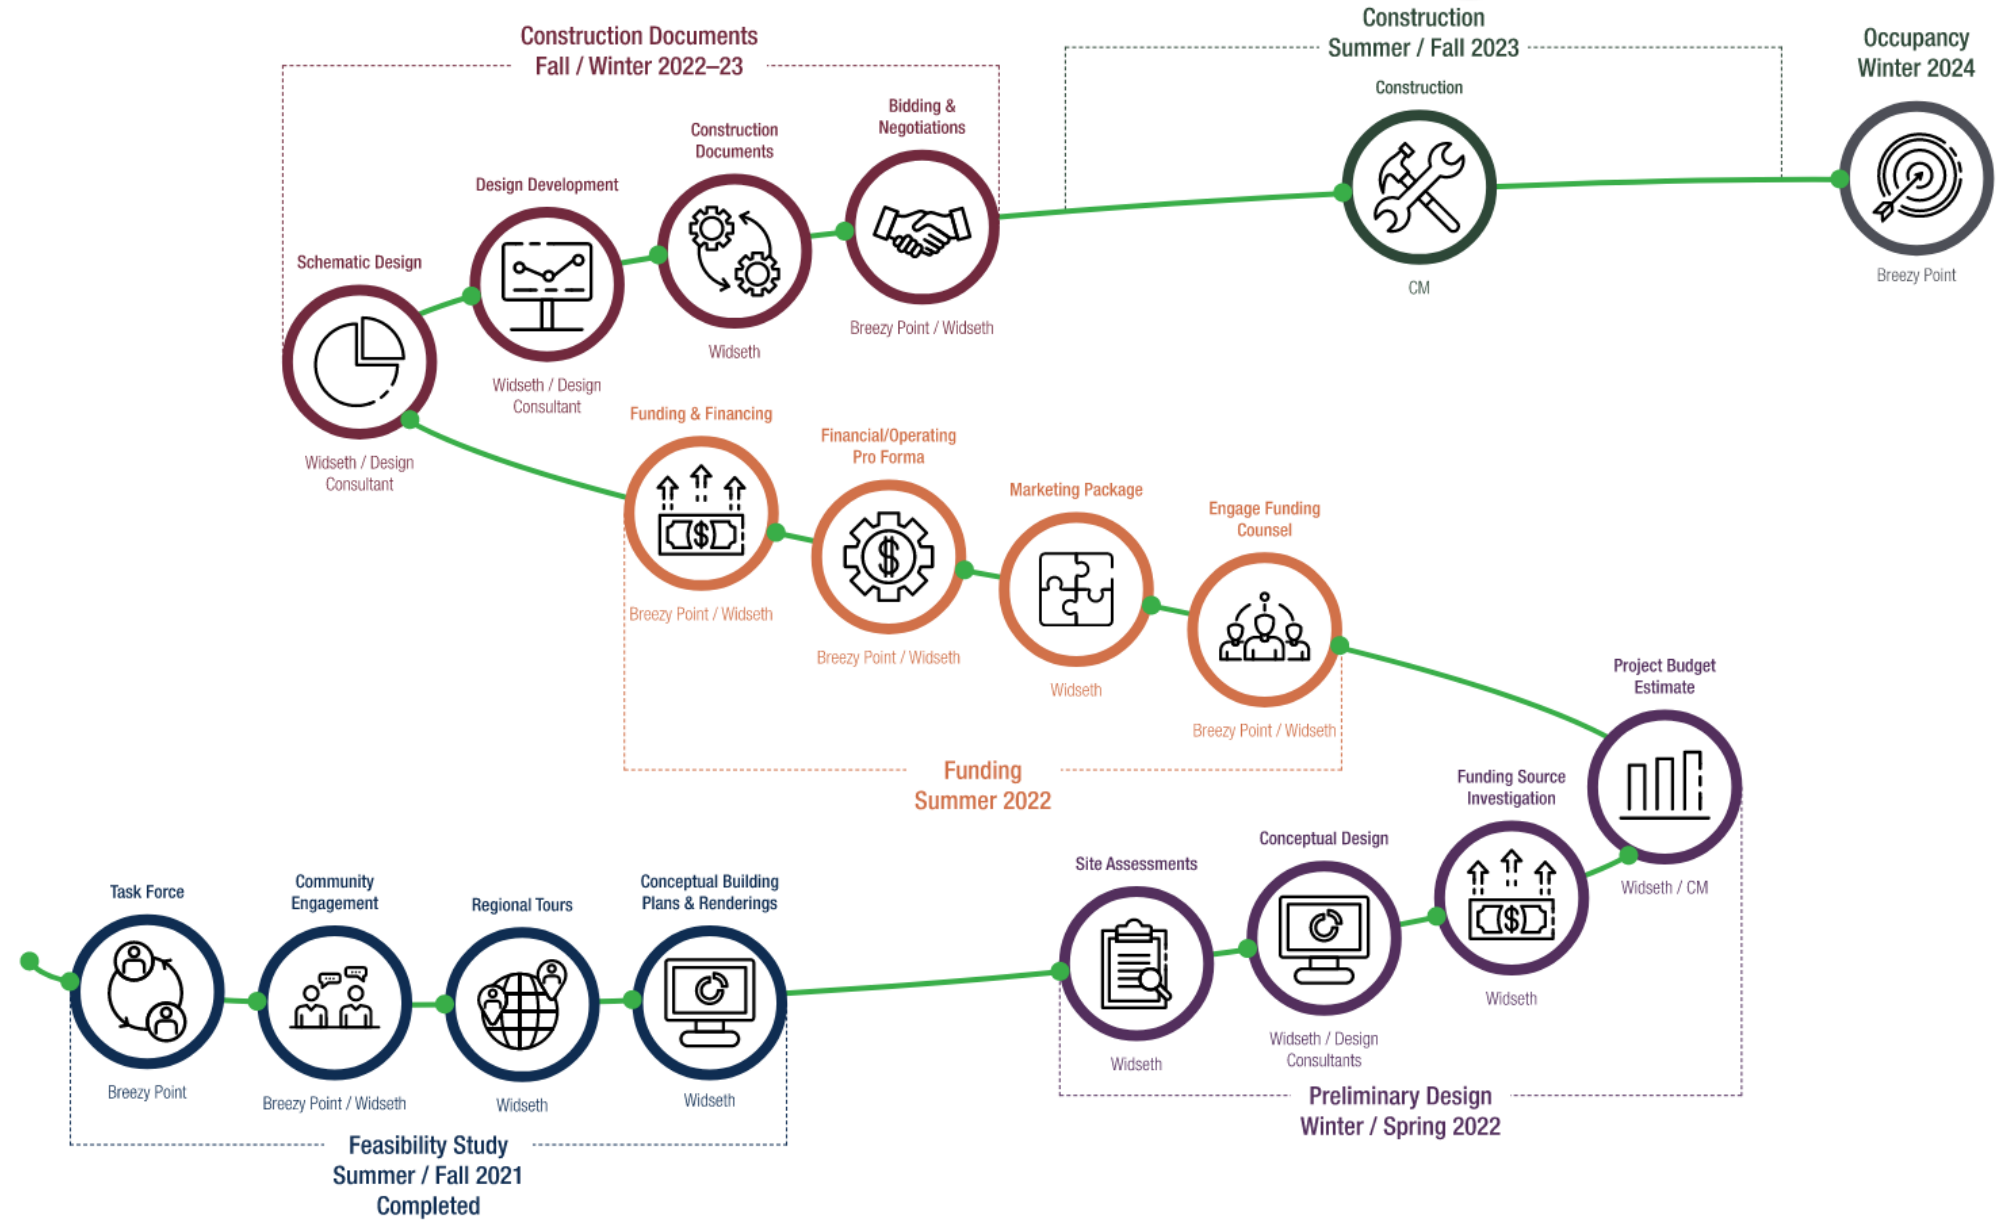 Construction Documents
Fall / Winter 2022–23
Construction
Summer / Fall 2023
Occupancy
Winter 2024
Schematic Design
Widseth / Design
Consultant
Design Development
Widseth / Design
Consultant
Construction
Documents
Widseth
Bidding &
Negotiations
Breezy Point / Widseth
Construction
CM
Breezy Point
Funding & Financing
$
Breezy Point / Widseth
Financial/Operating
Pro Forma
$
Breezy Point / Widseth
Marketing Package
Widseth
Engage Funding
Counsel
Breezy Point / Widseth
Funding
Summer 2022
Task Force
Breezy Point
Community
Engagement
Breezy Point / Widseth
Regional Tours
Widseth
Conceptual Building
Plans & Renderings
Widseth
Feasibility Study
Summer / Fall 2021
Completed
Site Assessments
Widseth
Conceptual Design
Widseth / Design
Consultants
Funding Source
Investigation
$
Widseth
Project Budget
Estimate
Widseth / CM
Preliminary Design
Winter / Spring 2022